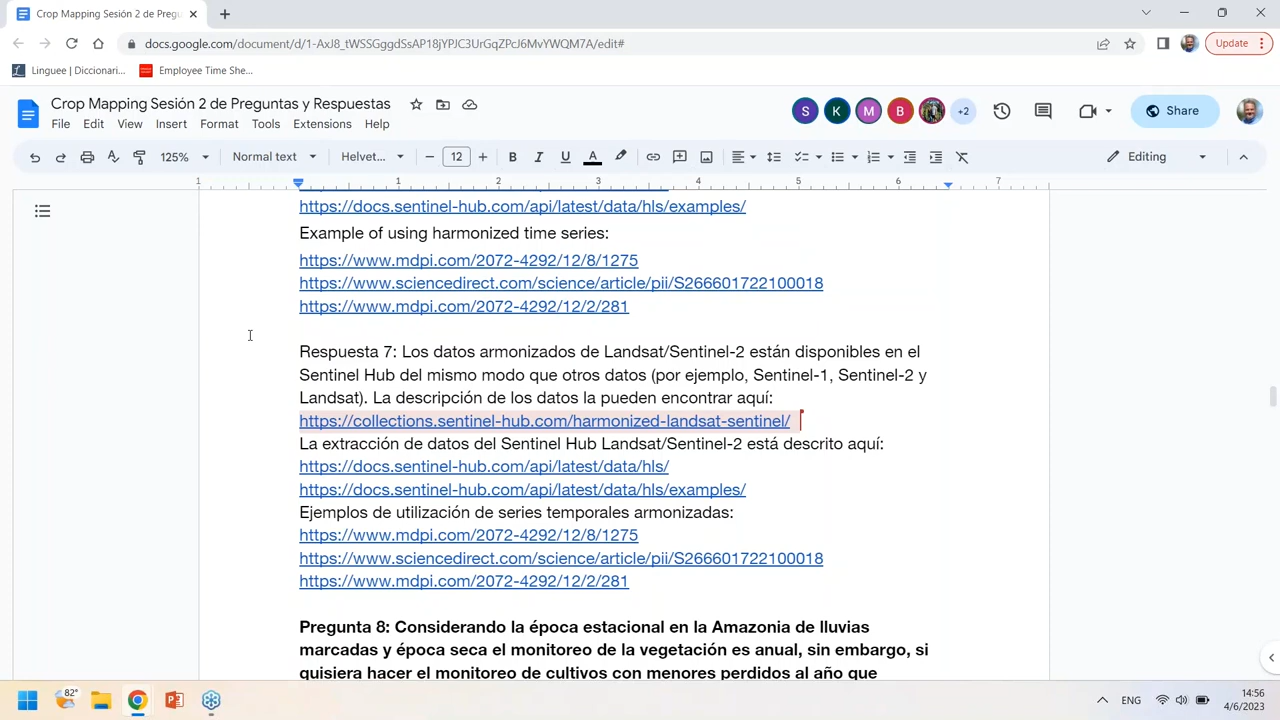 Crop Mapping Sesión 2 de Pregunt
docs.google.com/document/d/1-AxJ8_tWSSGggdSsAP18jYPJC3UrGqZPcJ6MvYWQM7A/edit#
Update
Linguee | Diccionari...
Employee Time She...
Crop Mapping Sesión 2 de Preguntas y Respuestas
S K M B +2
Share
File Edit View Insert Format Tools Extensions Help
125% Normal text Helvet... 12 B I U A Editing
1 1 2 3 4 5 6 7
https://docs.sentinel-hub.com/api/latest/data/hls/examples/
Example of using harmonized time series:
https://www.mdpi.com/2072-4292/12/8/1275
https://www.sciencedirect.com/science/article/pii/S266601722100018
https://www.mdpi.com/2072-4292/12/2/281
Respuesta 7: Los datos armonizados de Landsat/Sentinel-2 están disponibles en el
Sentinel Hub del mismo modo que otros datos (por ejemplo, Sentinel-1, Sentinel-2 y
Landsat). La descripción de los datos la pueden encontrar aquí:
https://collections.sentinel-hub.com/harmonized-landsat-sentinel/
La extracción de datos del Sentinel Hub Landsat/Sentinel-2 está descrito aquí:
https://docs.sentinel-hub.com/api/latest/data/hls/
https://docs.sentinel-hub.com/api/latest/data/hls/examples/
Ejemplos de utilización de series temporales armonizadas:
https://www.mdpi.com/2072-4292/12/8/1275
https://www.sciencedirect.com/science/article/pii/S266601722100018
https://www.mdpi.com/2072-4292/12/2/281
Pregunta 8: Considerando la época estacional en la Amazonia de lluvias
marcadas y época seca el monitoreo de la vegetación es anual, sin embargo, si
quisiera hacer el monitoreo de cultivos con menores perdidos al año que
82°
ENG
14:56
4/6/2023